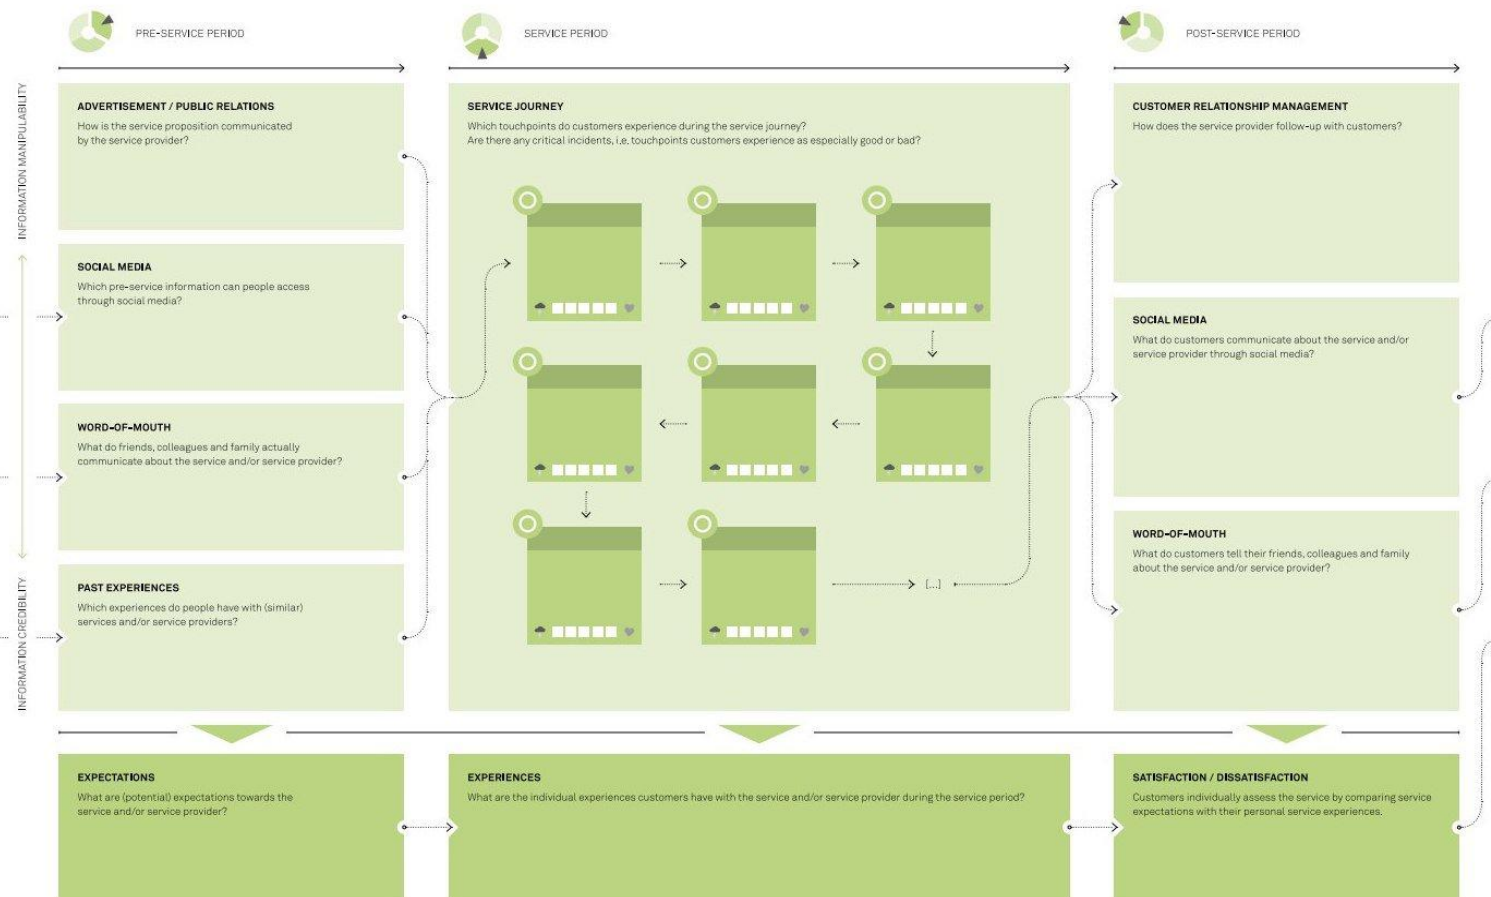 PRE-SERVICE PERIOD
SERVICE PERIOD
POST-SERVICE PERIOD
INFORMATION MANIPULABILITY
INFORMATION CREDIBILITY
ADVERTISEMENT / PUBLIC RELATIONS
How is the service proposition communicated
by the service provider?
SOCIAL MEDIA
Which pre-service information can people access
through social media?
WORD-OF-MOUTH
What do friends, colleagues and family actually
communicate about the service and/or service provider?
PAST EXPERIENCES
Which experiences do people have with (similar)
services and/or service providers?
SERVICE JOURNEY
Which touchpoints do customers experience during the service journey?
Are there any critical incidents, i.e. touchpoints customers experience as especially good or bad?
[...]
CUSTOMER RELATIONSHIP MANAGEMENT
How does the service provider follow-up with customers?
SOCIAL MEDIA
What do customers communicate about the service and/or
service provider through social media?
WORD-OF-MOUTH
What do customers tell their friends, colleagues and family
about the service and/or service provider?
EXPECTATIONS
What are (potential) expectations towards the
service and/or service provider?
EXPERIENCES
What are the individual experiences customers have with the service and/or service provider during the service period?
SATISFACTION / DISSATISFACTION
Customers individually assess the service by comparing service
expectations with their personal service experiences.